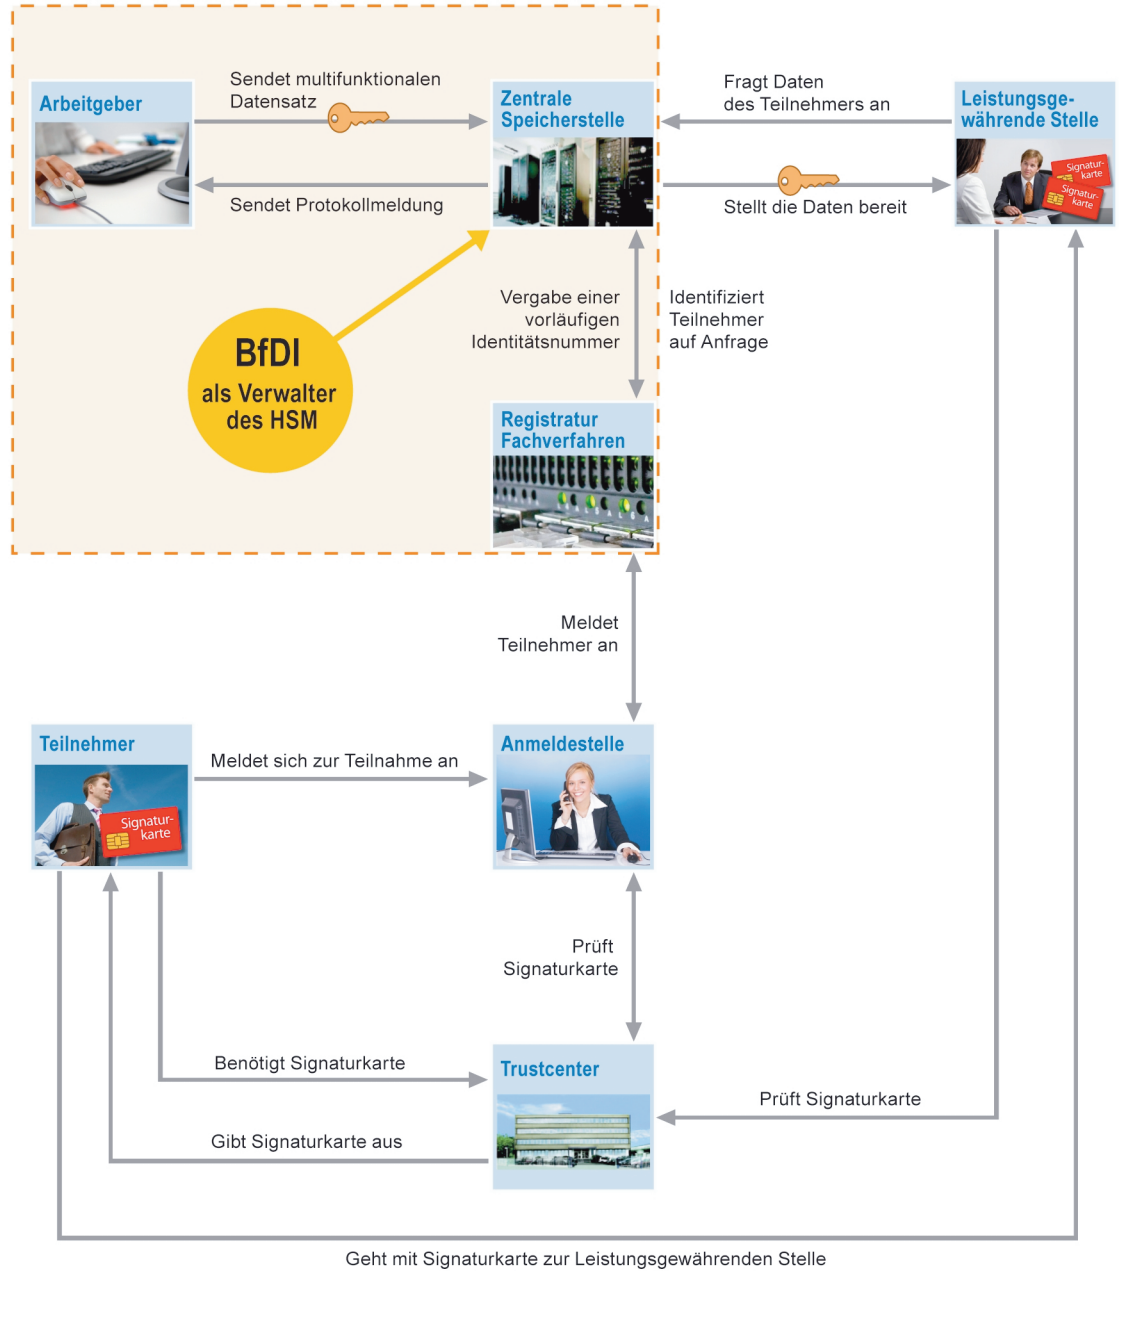 Arbeitgeber
Sendet multifunktionalen
Datensatz
Sendet Protokollmeldung
Zentrale
Speicherstelle
Fragt Daten
des Teilnehmers an
Stellt die Daten bereit
Leistungsge-
währende Stelle
Signatur-
karte
Signatur-
karte
BfDI
als Verwalter
des HSM
Vergabe einer
vorläufigen
Identitätsnummer
Identifiziert
Teilnehmer
auf Anfrage
Registratur
Fachverfahren
Meldet
Teilnehmer an
Teilnehmer
Signatur-
karte
Meldet sich zur Teilnahme an
Anmeldestelle
Prüft
Signaturkarte
Benötigt Signaturkarte
Gibt Signaturkarte aus
Trustcenter
Prüft Signaturkarte
Geht mit Signaturkarte zur Leistungsgewährenden Stelle